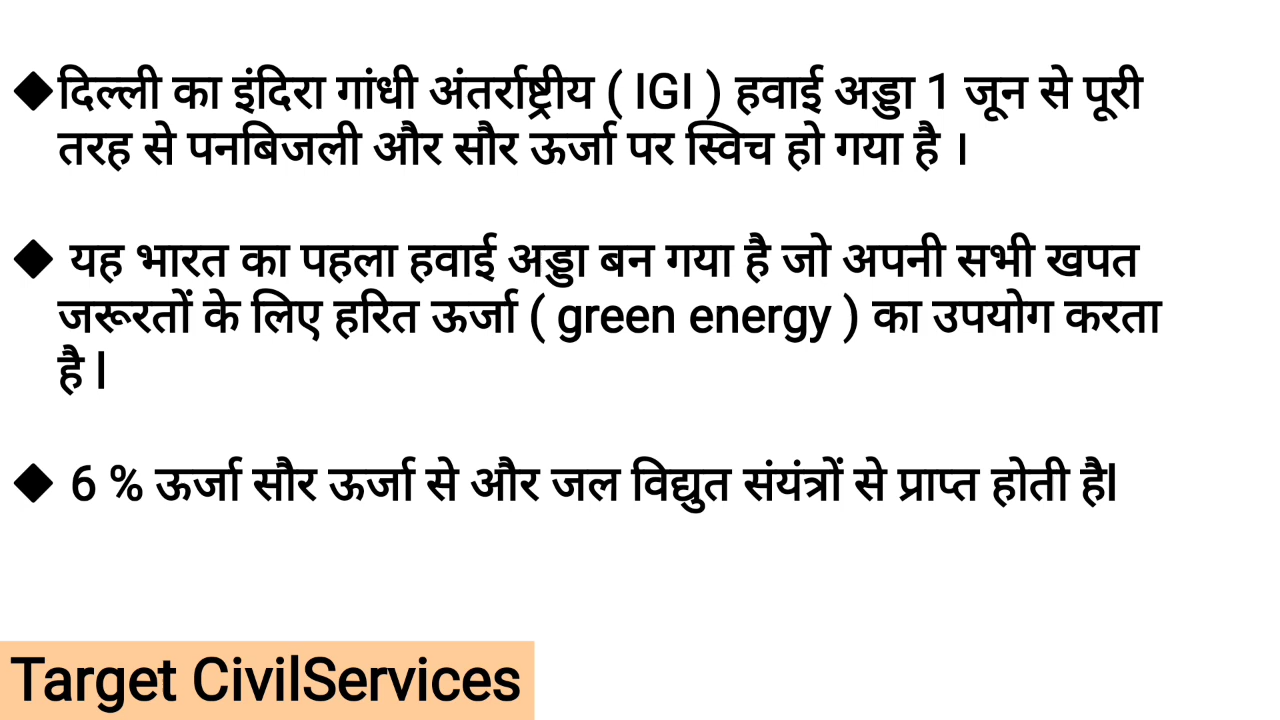 ◆दिल्ली का इंदिरा गांधी अंतर्राष्ट्रीय ( IGI ) हवाई अड्डा 1 जून से पूरी
तरह से पनबिजली और सौर ऊर्जा पर स्विच हो गया है ।
◆ यह भारत का पहला हवाई अड्डा बन गया है जो अपनी सभी खपत
जरूरतों के लिए हरित ऊर्जा ( green energy ) का उपयोग करता
है l
◆ 6 % ऊर्जा सौर ऊर्जा से और जल विद्युत संयंत्रों से प्राप्त होती हैl
Target CivilServices